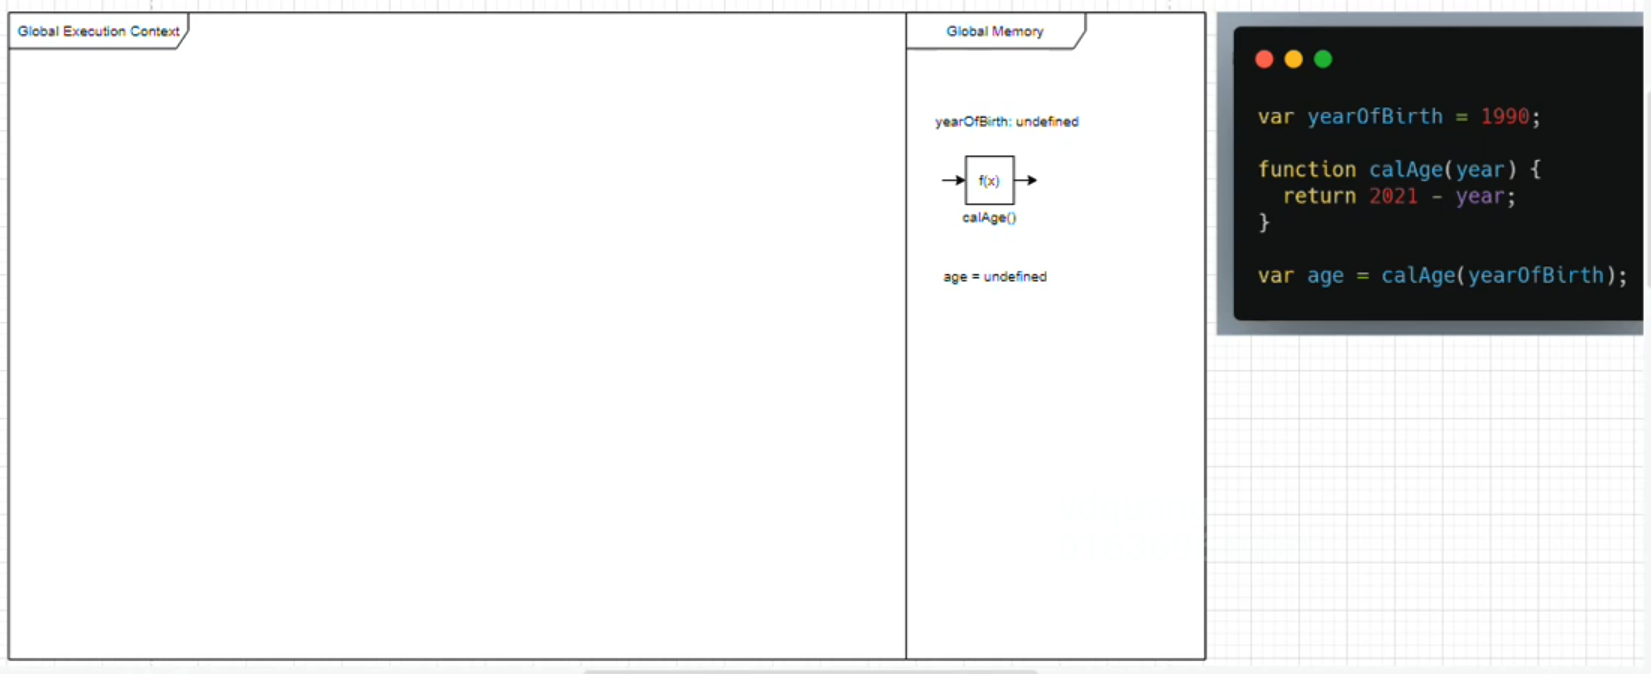 Global Execution Context
Global Memory
yearOfBirth: undefined
f(x)
calAge()
age = undefined
var yearOfBirth = 1990;
function calAge(year) {
return 2021 - year;
}
var age = calAge(yearOfBirth);